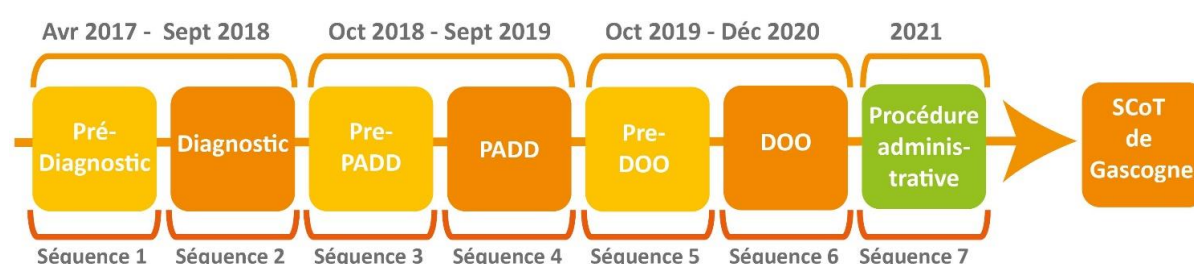 Avr 2017 - Sept 2018
Oct 2018 - Sept 2019
Oct 2019 - Déc 2020
2021
Pré-
Diagnostic
Diagnostic
Pre-
PADD
PADD
Pre-
DOO
DOO
Procédure
adminis-
trative
SCoT
de
Gascogne
Séquence 1
Séquence 2
Séquence 3
Séquence 4
Séquence 5
Séquence 6
Séquence 7